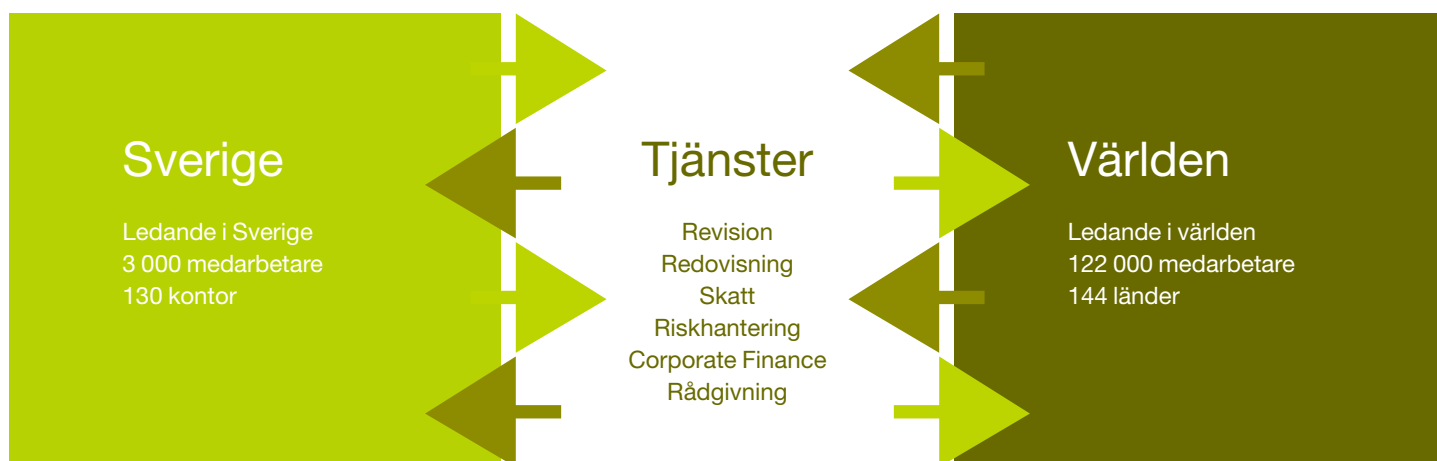 Sverige
Ledande i Sverige
3 000 medarbetare
130 kontor
Tjänster
Revision
Redovisning
Skatt
Riskhantering
Corporate Finance
Rådgivning
Världen
Ledande i världen
122 000 medarbetare
144 länder